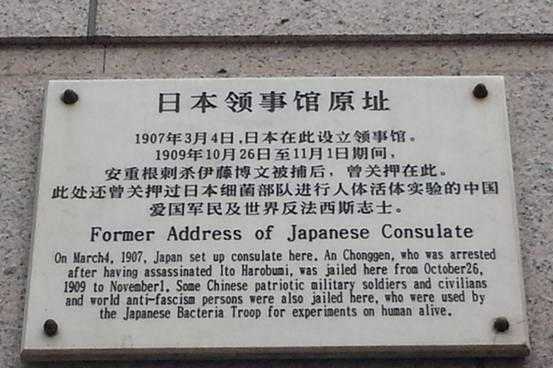 日本领事馆原址
1907年3月4日,日本在此设立领事馆。
1909年10月26日至11月1日期间,
安重根刺杀伊藤博文被捕后，曾关押在此。
此处还曾关押过日本细菌部队进行人体活体实验的中国
爱国军民及世界反法西斯志士。
Former Address of Japanese Consulate
On March4, 1907, Japan set up consulate here. An Chonggen, who was arrested
after having assassinated Ito Harobumi, was jailed here from October26,
1909 to November1. Some Chinese patriotic military soldiers and civilians
and world anti-fascism persons were also jailed here, who were used by
the Japanese Bacteria Troop for experiments on human alive.